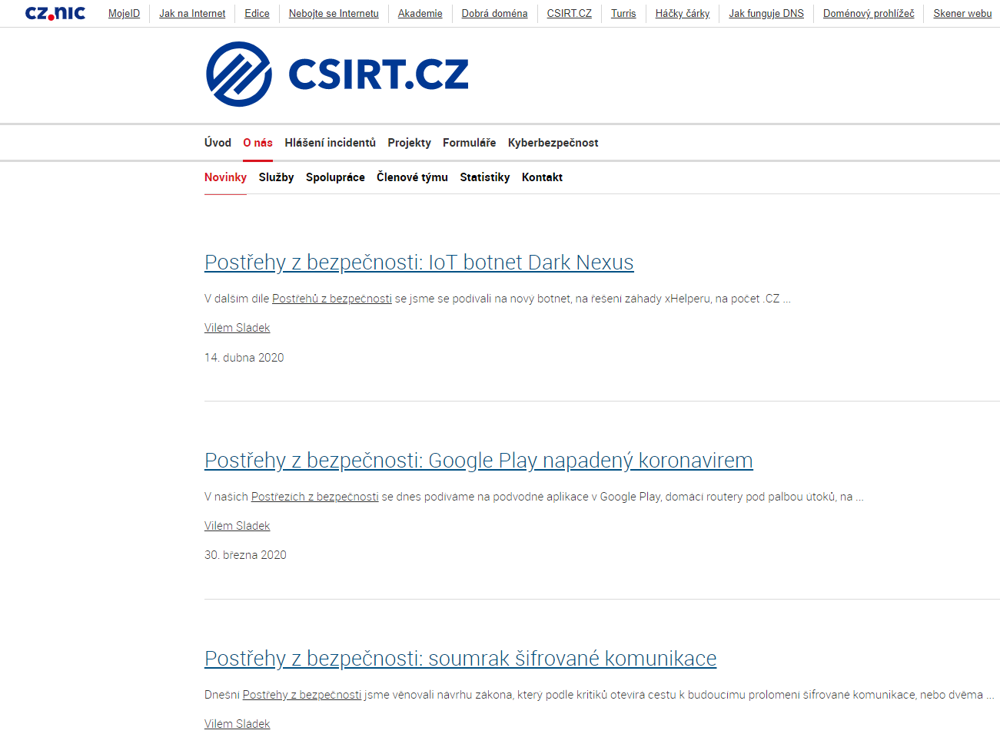 CZ.NIC MojeID Jak na Internet Edice Nebojte se Internetu Akademie Dobrá doména CSIRT.CZ Turris Háčky čárky Jak funguje DNS Doménový prohlížeč Skener webu
CSIRT.CZ
Úvod O nás Hlášení incidentů Projekty Formuláře Kyberbezpečnost
Novinky Služby Spolupráce Členové týmu Statistiky Kontakt
Postřehy z bezpečnosti: IoT botnet Dark Nexus
V dalším díle Postřehů z bezpečnosti se jsme se podívali na nový botnet, na řešení záhady xHelperu, na počet .CZ ...
Vilém Sládek
14. dubna 2020
Postřehy z bezpečnosti: Google Play napadený koronavirem
V našich Postřezích z bezpečnosti se dnes podíváme na podvodné aplikace v Google Play, domácí routery pod palbou útoků, na ...
Vilém Sládek
30. března 2020
Postřehy z bezpečnosti: soumrak šifrované komunikace
Dnešní Postřehy z bezpečnosti jsme věnovali návrhu zákona, který podle kritiků otevírá cestu k budoucímu prolomení šifrované komunikace, nebo dvěma ...
Vilém Sládek